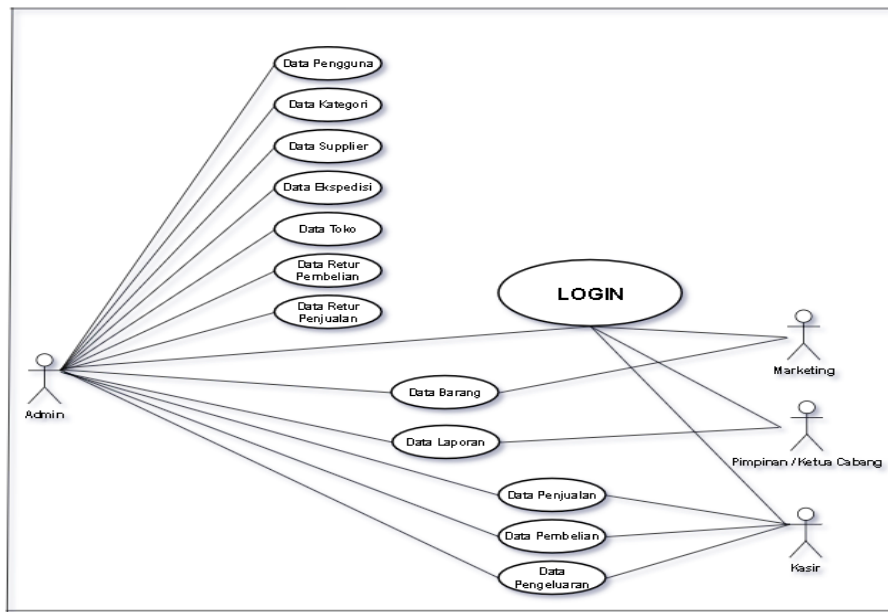 Data Pengguna
Data Kategori
Data Supplier
Data Ekspedisi
Data Toko
Data Retur
Pembelian
Data Retur
Penjualan
LOGIN
Marketing
Admin
Data Barang
Data Laporan
Pimpinan / Ketua Cabang
Data Penjualan
Data Pembelian
Data
Pengeluaran
Kasir